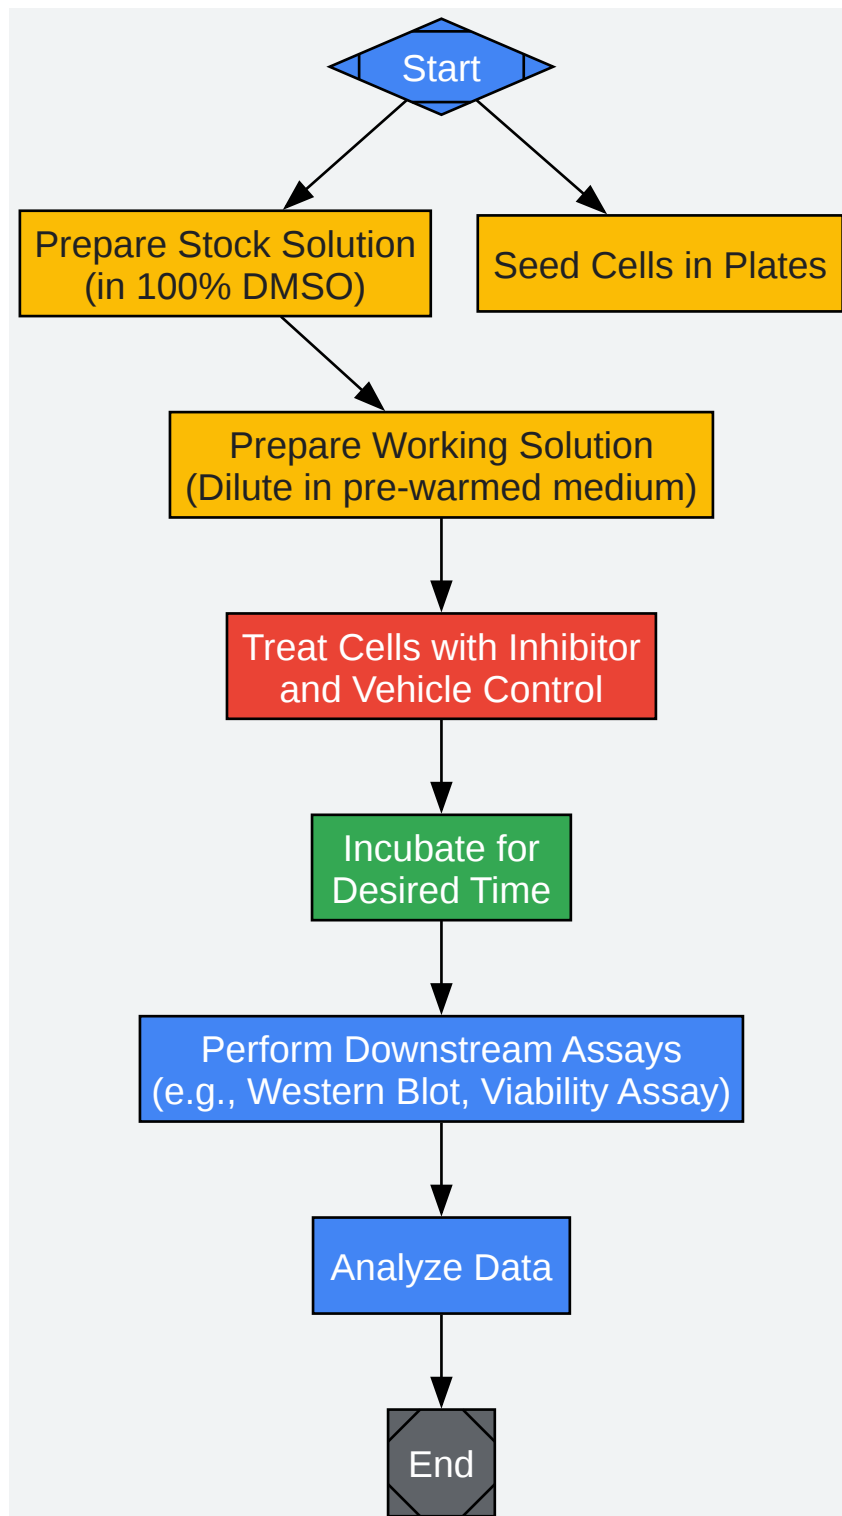 Start
Prepare Stock Solution
(in 100% DMSO)
Seed Cells in Plates
Prepare Working Solution
(Dilute in pre-warmed medium)
Treat Cells with Inhibitor
and Vehicle Control
Incubate for
Desired Time
Perform Downstream Assays
(e.g., Western Blot, Viability Assay)
Analyze Data
End